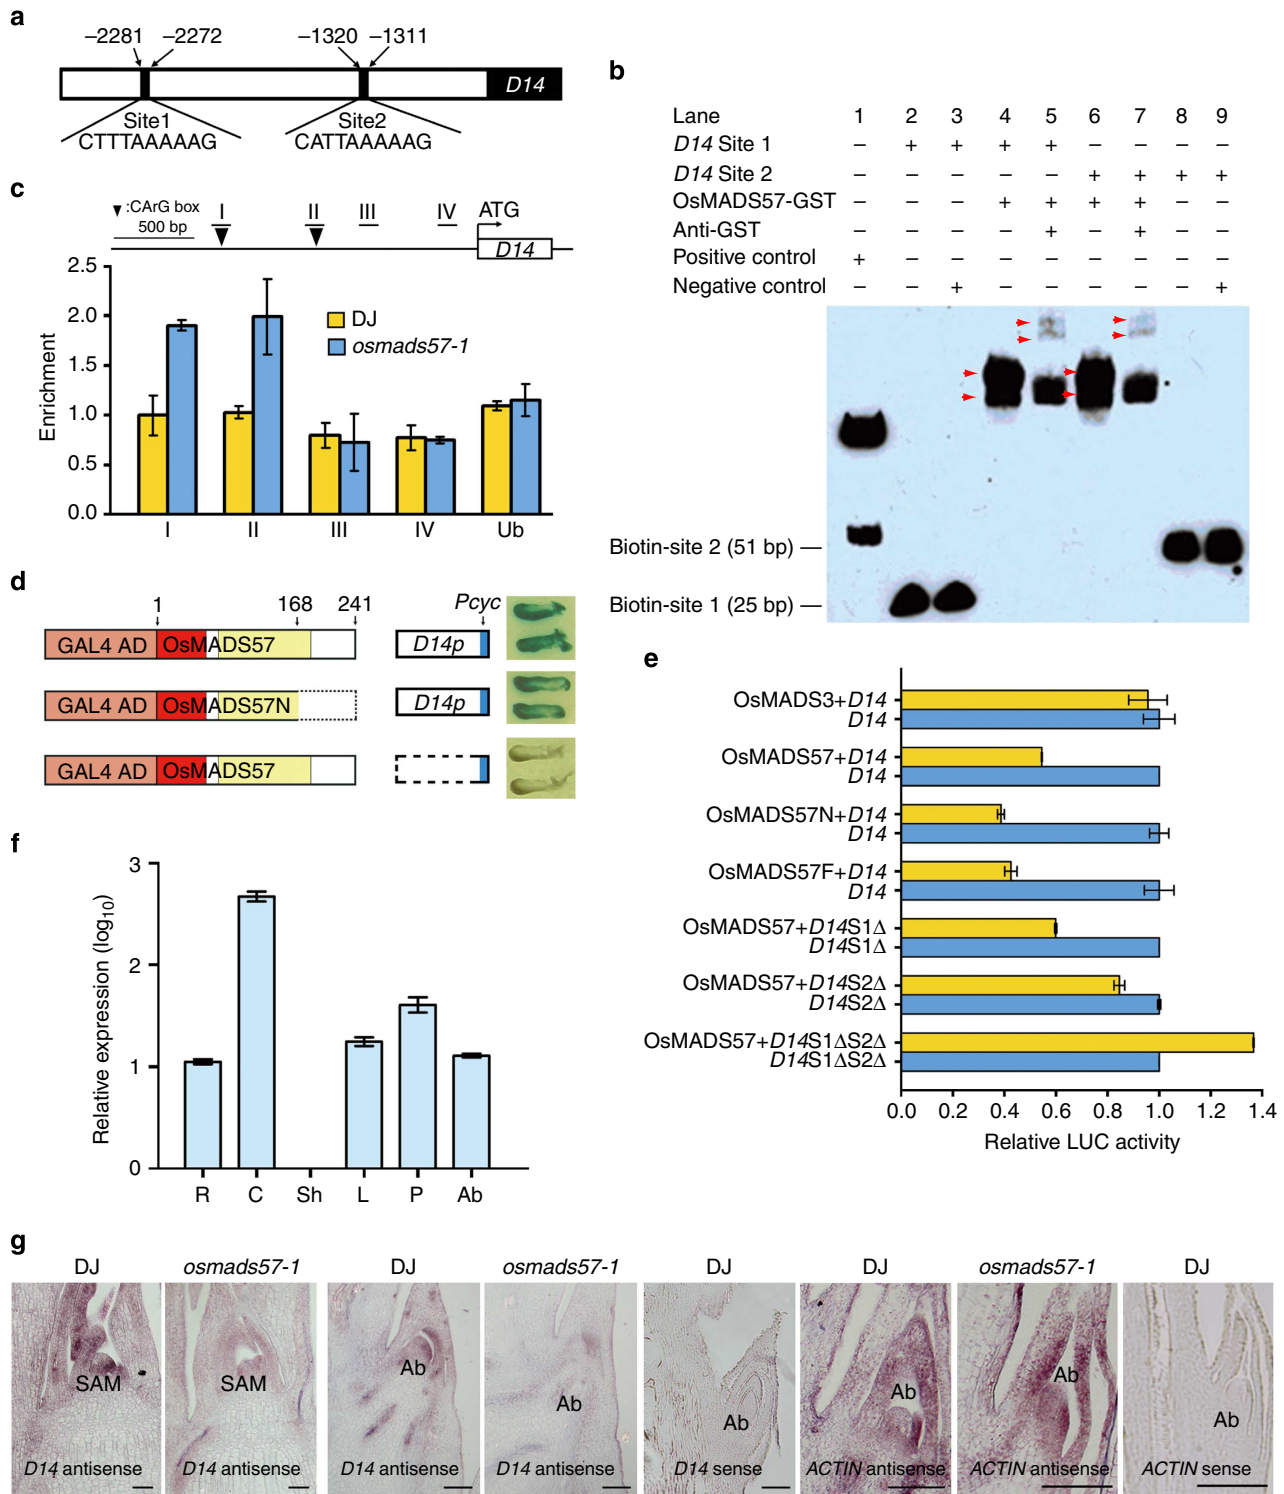 a
−2281 −2272 −1320 −1311
D14
Site1 Site2
CTTTAAAAAG CATTAAAAAG
b
Lane 1 2 3 4 5 6 7 8 9
D14 Site 1 − + + + + − − − −
D14 Site 2 − − − − − + + + +
OsMADS57-GST − − − + + + + − −
Anti-GST − − − − + − + − −
Positive control + − − − − − − − −
Negative control − − + − − − − − +
Biotin-site 2 (51 bp)
Biotin-site 1 (25 bp)
c
:CArG box
500 bp
I II III IV ATG
D14
2.5
2.0
1.5
1.0
0.5
0.0
Enrichment
DJ
osmads57-1
I II III IV Ub
d
1 168 241 Pcyc
GAL4 AD OsMADS57 D14p
GAL4 AD OsMADS57N D14p
GAL4 AD OsMADS57
e
OsMADS3+D14
D14
OsMADS57+D14
D14
OsMADS57N+D14
D14
OsMADS57F+D14
D14
OsMADS57+D14S1Δ
D14S1Δ
OsMADS57+D14S2Δ
D14S2Δ
OsMADS57+D14S1ΔS2Δ
D14S1ΔS2Δ
0.0 0.2 0.4 0.6 0.8 1.0 1.2 1.4
Relative LUC activity
f
3
2
1
0
Relative expression (log10)
R C Sh L P Ab
g
DJ osmads57-1 DJ osmads57-1 DJ DJ osmads57-1 DJ
SAM SAM Ab Ab Ab Ab Ab Ab
D14 antisense D14 antisense D14 antisense D14 antisense D14 sense ACTIN antisense ACTIN antisense ACTIN sense